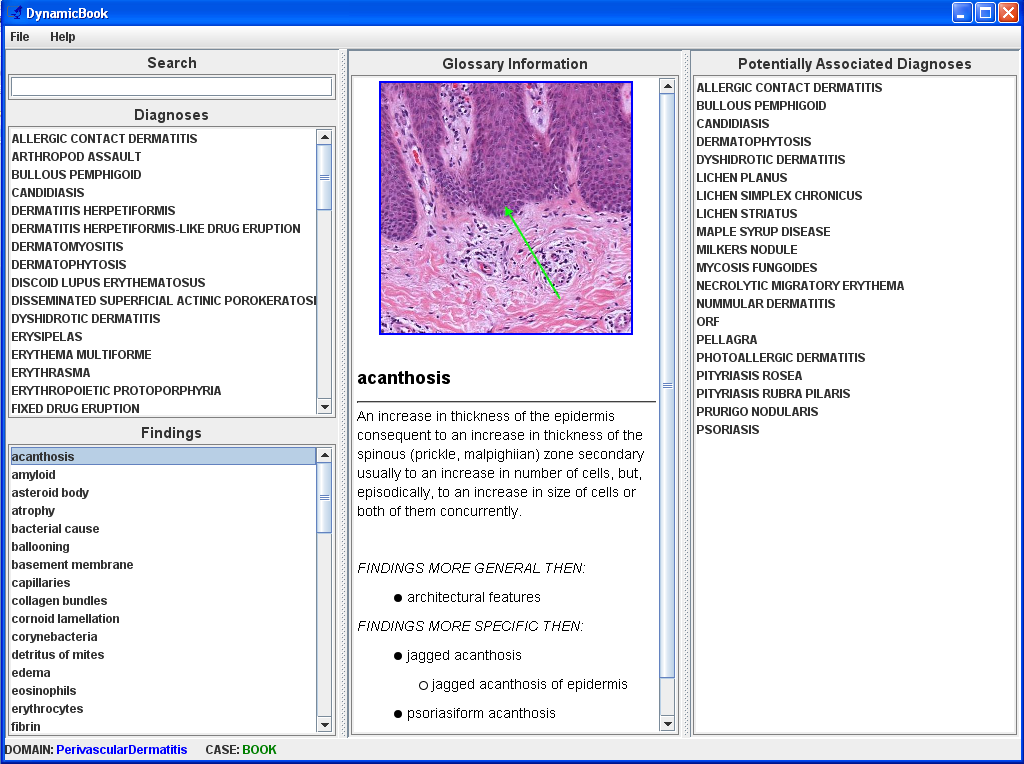 DynamicBook
File Help
Search
Diagnoses
ALLERGIC CONTACT DERMATITIS
ARTHROPOD ASSAULT
BULLOUS PEMPHIGOID
CANDIDIASIS
DERMATITIS HERPETIFORMIS
DERMATITIS HERPETIFORMIS-LIKE DRUG ERUPTION
DERMATOMYOSITIS
DERMATOPHYTOSIS
DISCOID LUPUS ERYTHEMATOSUS
DISSEMINATED SUPERFICIAL ACTINIC POROKERATOSI
DYSHIDROTIC DERMATITIS
ERYSIPELAS
ERYTHEMA MULTIFORME
ERYTHRASMA
ERYTHROPOIETIC PROTOPORPHYRIA
FIXED DRUG ERUPTION
Findings
acanthosis
amyloid
asteroid body
atrophy
bacterial cause
ballooning
basement membrane
capillaries
collagen bundles
cornoid lamellation
corynebacteria
detritus of mites
edema
eosinophils
erythrocytes
fibrin
Glossary Information
acanthosis
An increase in thickness of the epidermis
consequent to an increase in thickness of the
spinous (prickle, malpighiian) zone secondary
usually to an increase in number of cells, but,
episodically, to an increase in size of cells or
both of them concurrently.
FINDINGS MORE GENERAL THEN:
architectural features
FINDINGS MORE SPECIFIC THEN:
jagged acanthosis
jagged acanthosis of epidermis
psoriasiform acanthosis
Potentially Associated Diagnoses
ALLERGIC CONTACT DERMATITIS
BULLOUS PEMPHIGOID
CANDIDIASIS
DERMATOPHYTOSIS
DYSHIDROTIC DERMATITIS
LICHEN PLANUS
LICHEN SIMPLEX CHRONICUS
LICHEN STRIATUS
MAPLE SYRUP DISEASE
MILKERS NODULE
MYCOSIS FUNGOIDES
NECROLYTIC MIGRATORY ERYTHEMA
NUMMULAR DERMATITIS
ORF
PELLAGRA
PHOTOALLERGIC DERMATITIS
PITYRIASIS ROSEA
PITYRIASIS RUBRA PILARIS
PRURIGO NODULARIS
PSORIASIS
DOMAIN: PerivascularDermatitis CASE: BOOK